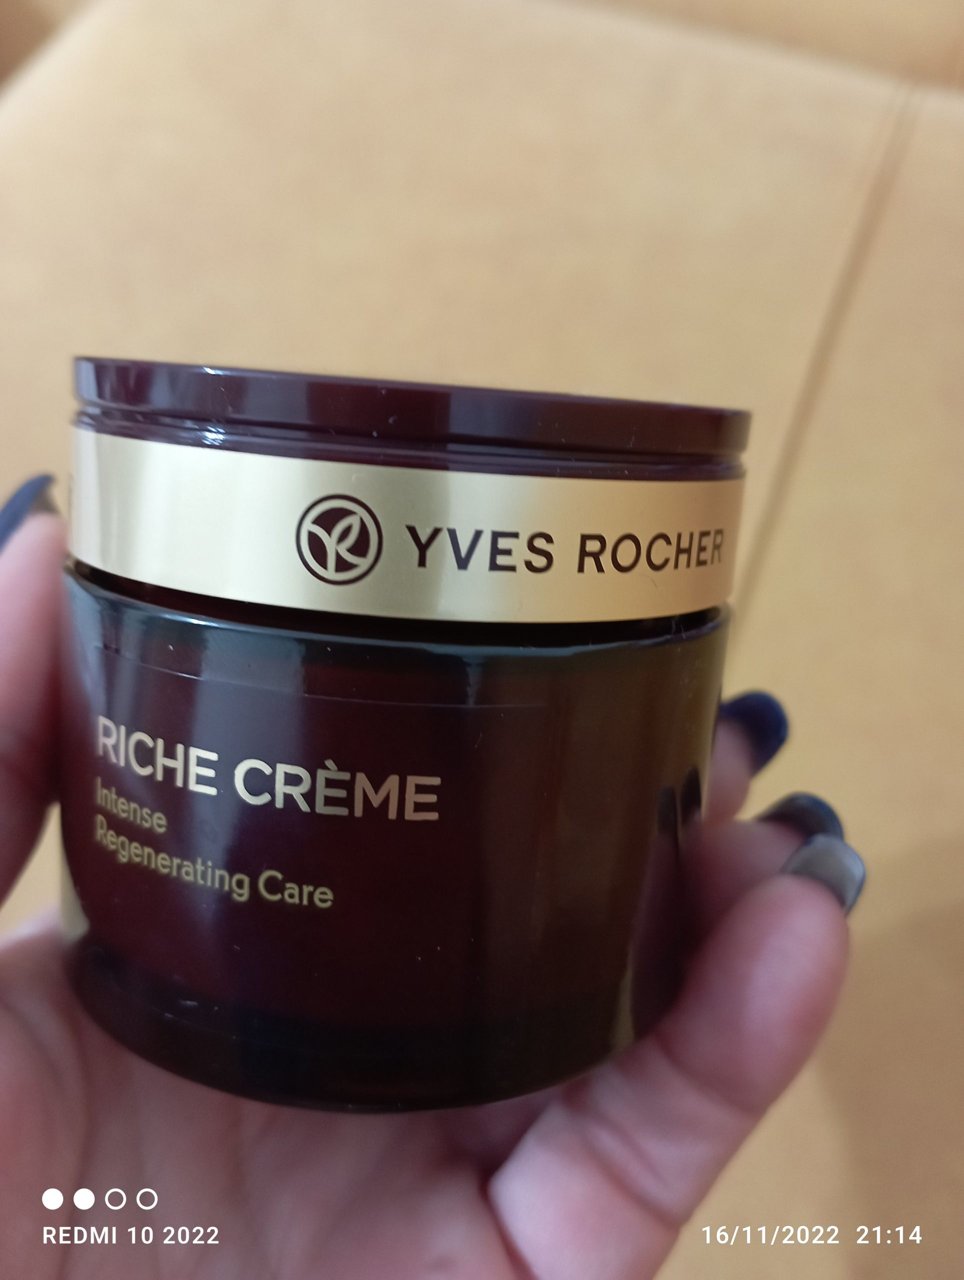 YVES ROCHER
RICHE CRÈME
Intense
Regenerating Care
REDMI 10 2022
16/11/2022 21:14